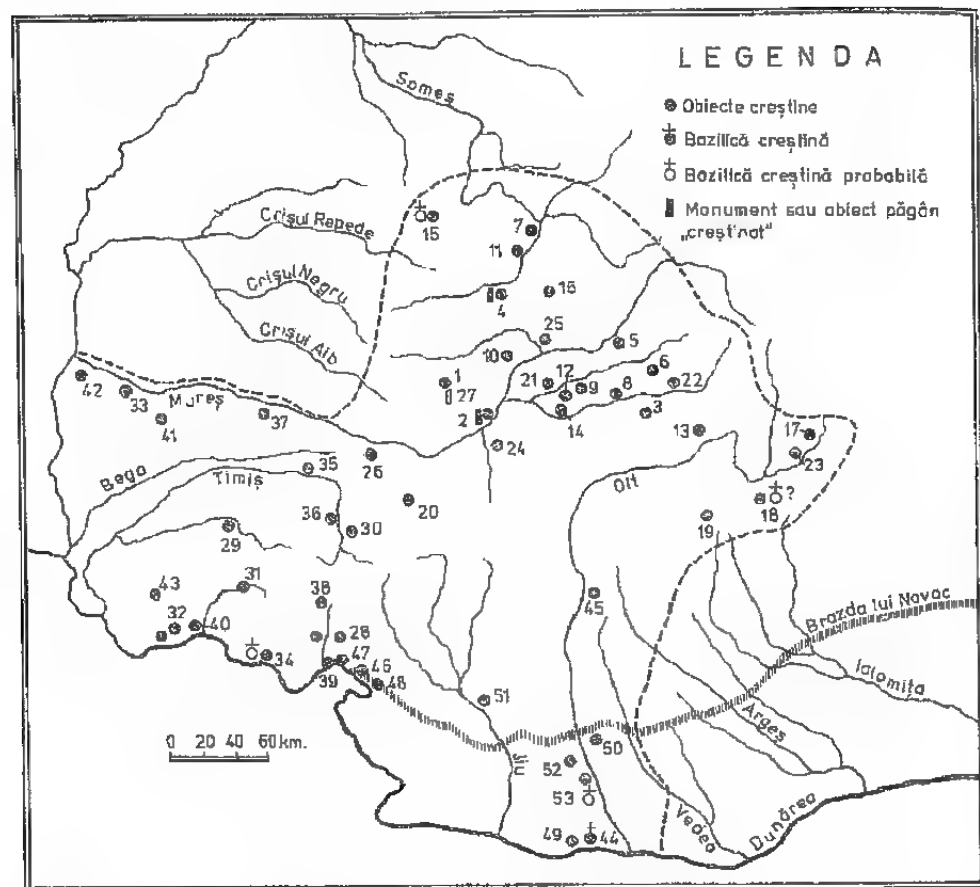 LEGENDA
Obiecte creștine
Bazilică creștină
Bazilică creștină probabilă
Monument sau obiect păgân
„creștinat"
Someș
Crișul Repede
Crișul Negru
Crișul Alb
15
7
11
4
16
25
5
10
1
27
2
21
12
9
8
6
22
3
14
13
17
23
24
18
?
19
42
33
Mureș
41
37
Bega
Timiș
35
26
Olt
36
30
20
29
43
31
32
40
38
34
28
47
39
46
48
45
Brazda lui Novac
Ialomița
51
Argeș
0 20 40 60 km.
Jiu
50
52
53
Vedea
Dunărea
49
44